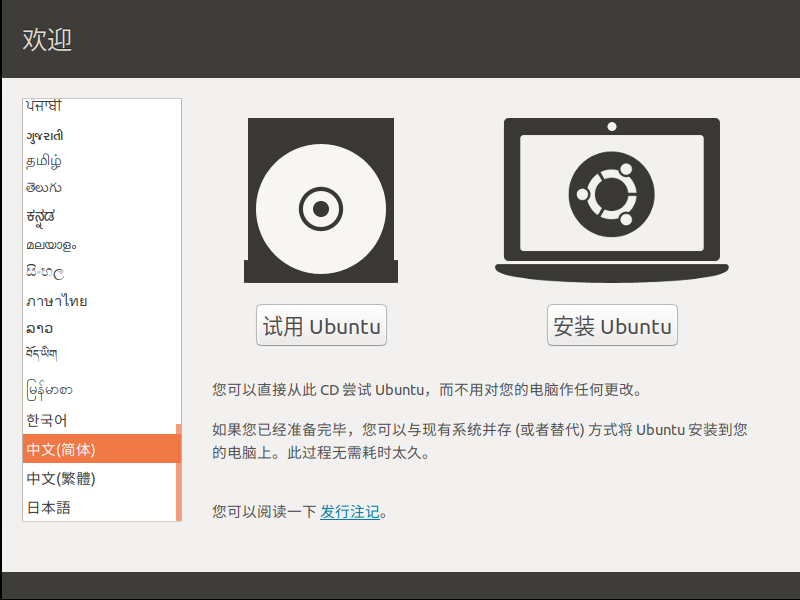 欢迎
ਪੰਜਾਬੀ
ગુજરાતી
தமிழ்
తెలుగు
ಕನ್ನಡ
മലയാളം
සිංහල
ภาษาไทย
ລາວ
བོད་ཡིག
မြန်မာစာ
한국어
中文(简体)
中文(繁體)
日本語
试用 Ubuntu
安装 Ubuntu
您可以直接从此 CD 尝试 Ubuntu，而不用对您的电脑作任何更改。
如果您已经准备完毕，您可以与现有系统并存 (或者替代) 方式将 Ubuntu 安装到您
的电脑上。此过程无需耗时太久。
您可以阅读一下 发行注记。